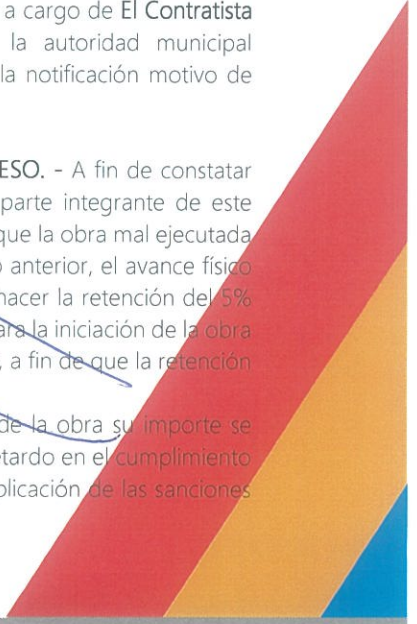 a cargo de El Contratista
la autoridad municipal
la notificación motivo de
ESO. - A fin de constatar
parte integrante de este
que la obra mal ejecutada
o anterior, el avance físico
hacer la retención del 5%
ara la iniciación de la obra
, a fin de que la retención
de la obra su importe se
etardo en el cumplimiento
plicación de las sanciones